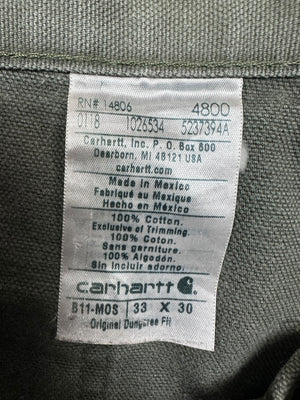 RN# 14806 4800
0118 1026534 5237394A
Carhartt, Inc. P.O. Box 600
Dearborn, MI 48121 USA
carhartt.com
Made in Mexico
Fabriqué au Mexique
Hecho en México
100% Cotton.
Exclusive of Trimming.
100% Coton.
Sans garniture.
100% Algodón.
Sin incluir adorno.
carhartt
B11-MOS 33 X 30
Original Dungaree Fit